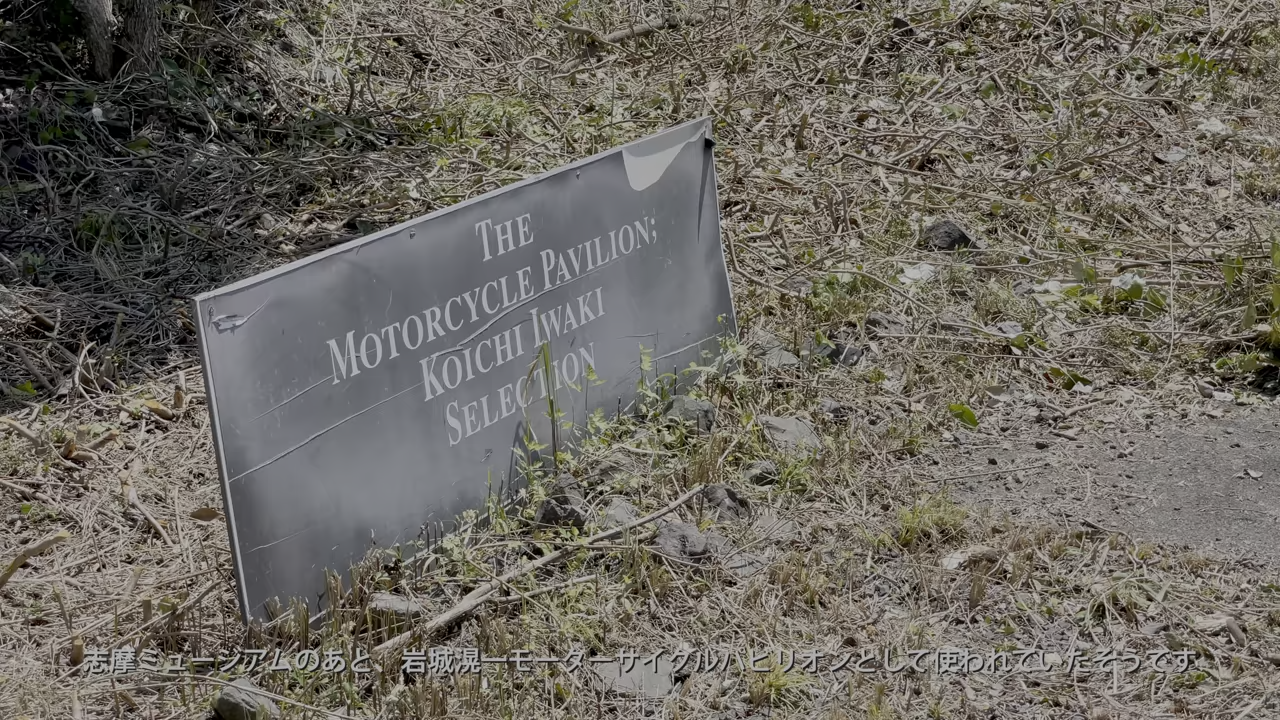 THE
MOTORCYCLE PAVILION;
KOICHI IWAKI
SELECTION
志摩ミュージアムのあと 岩城滉一モーターサイクルパビリオンとして使われていたそうです